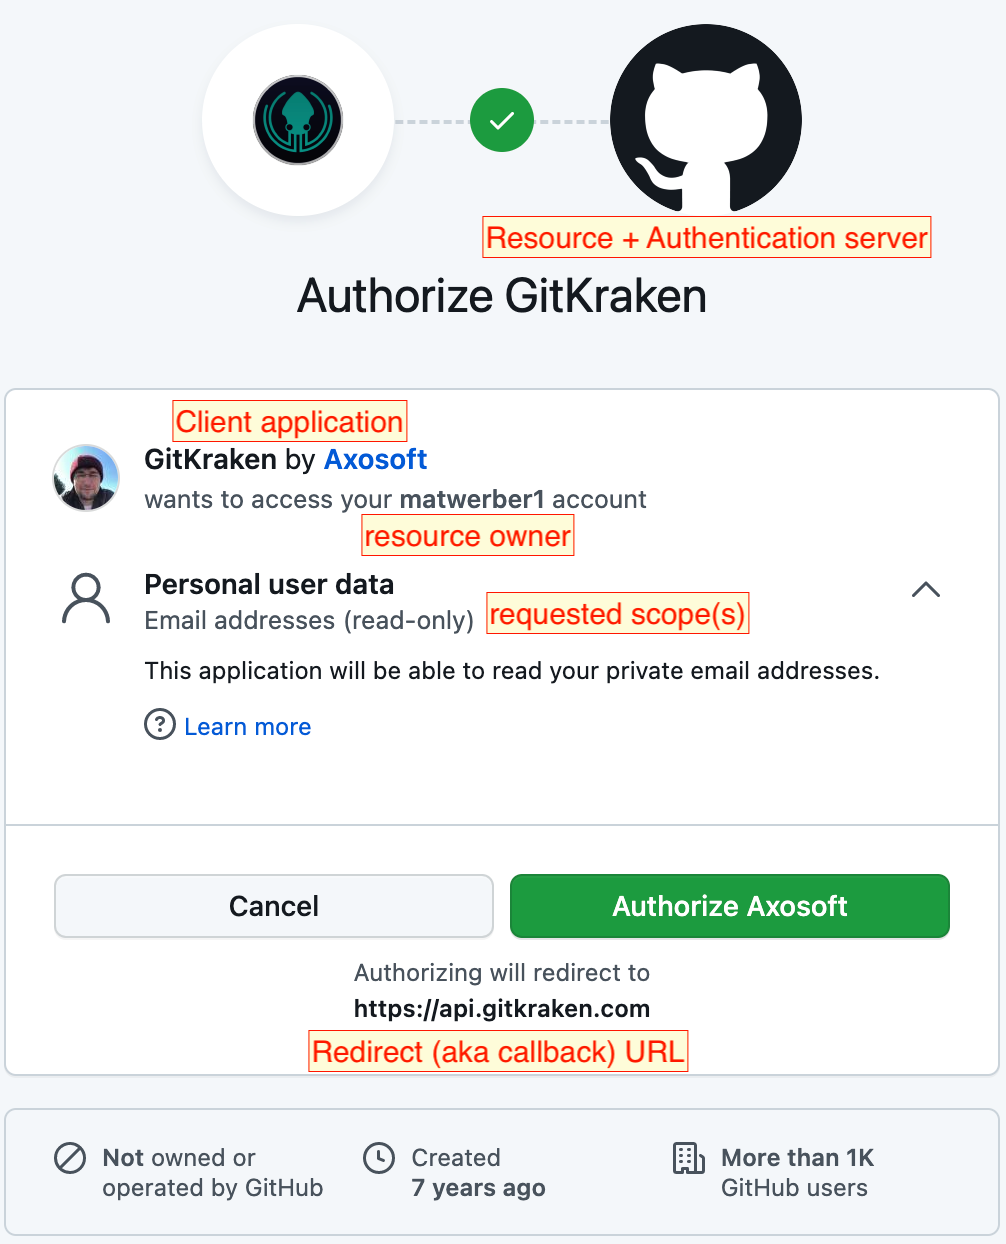 Resource + Authentication server
Authorize GitKraken
Client application
GitKraken by Axosoft
wants to access your matwerber1 account
resource owner
Personal user data
Email addresses (read-only)
requested scope(s)
This application will be able to read your private email addresses.
Learn more
Cancel
Authorize Axosoft
Authorizing will redirect to
https://api.gitkraken.com
Redirect (aka callback) URL
Not owned or
operated by GitHub
Created
7 years ago
More than 1K
GitHub users